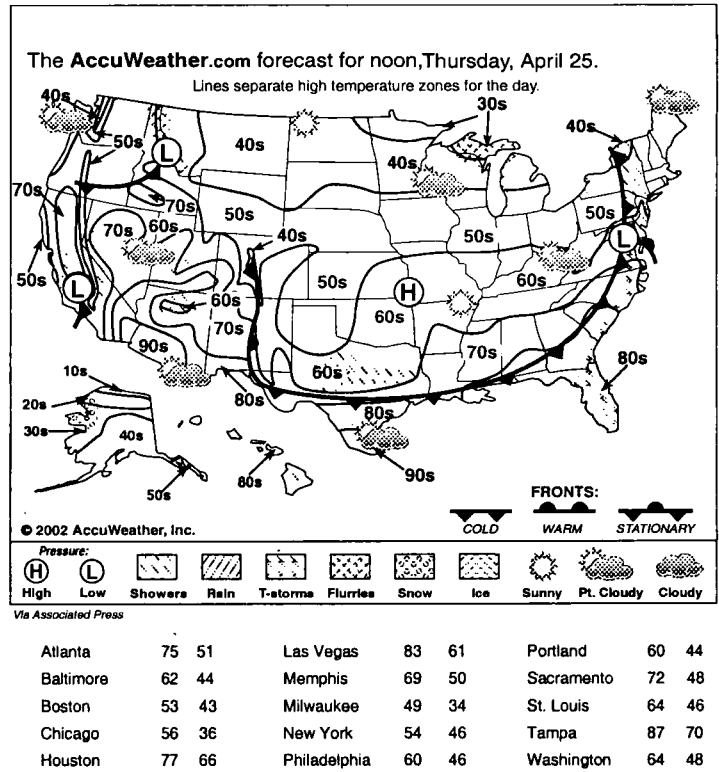 The AccuWeather.com forecast for noon,Thursday, April 25.
Lines separate high temperature zones for the day.
40s
30s
50s
40s
40s
40s
L
70s
70s
50s
50s
50s
70s
60s
40s
L
50s
60s
50s
L
H
60s
60s
70s
70s
90s
60s
80s
10s
80s
80s
20s
30s
40s
90s
50s
80s
FRONTS:
COLD WARM STATIONARY
© 2002 AccuWeather, Inc.
Pressure:
H L
High Low Showers Rain T-storms Flurries Snow Ice Sunny Pt. Cloudy Cloudy
Via Associated Press
Atlanta 75 51 Las Vegas 83 61 Portland 60 44
Baltimore 62 44 Memphis 69 50 Sacramento 72 48
Boston 53 43 Milwaukee 49 34 St. Louis 64 46
Chicago 56 36 New York 54 46 Tampa 87 70
Houston 77 66 Philadelphia 60 46 Washington 64 48